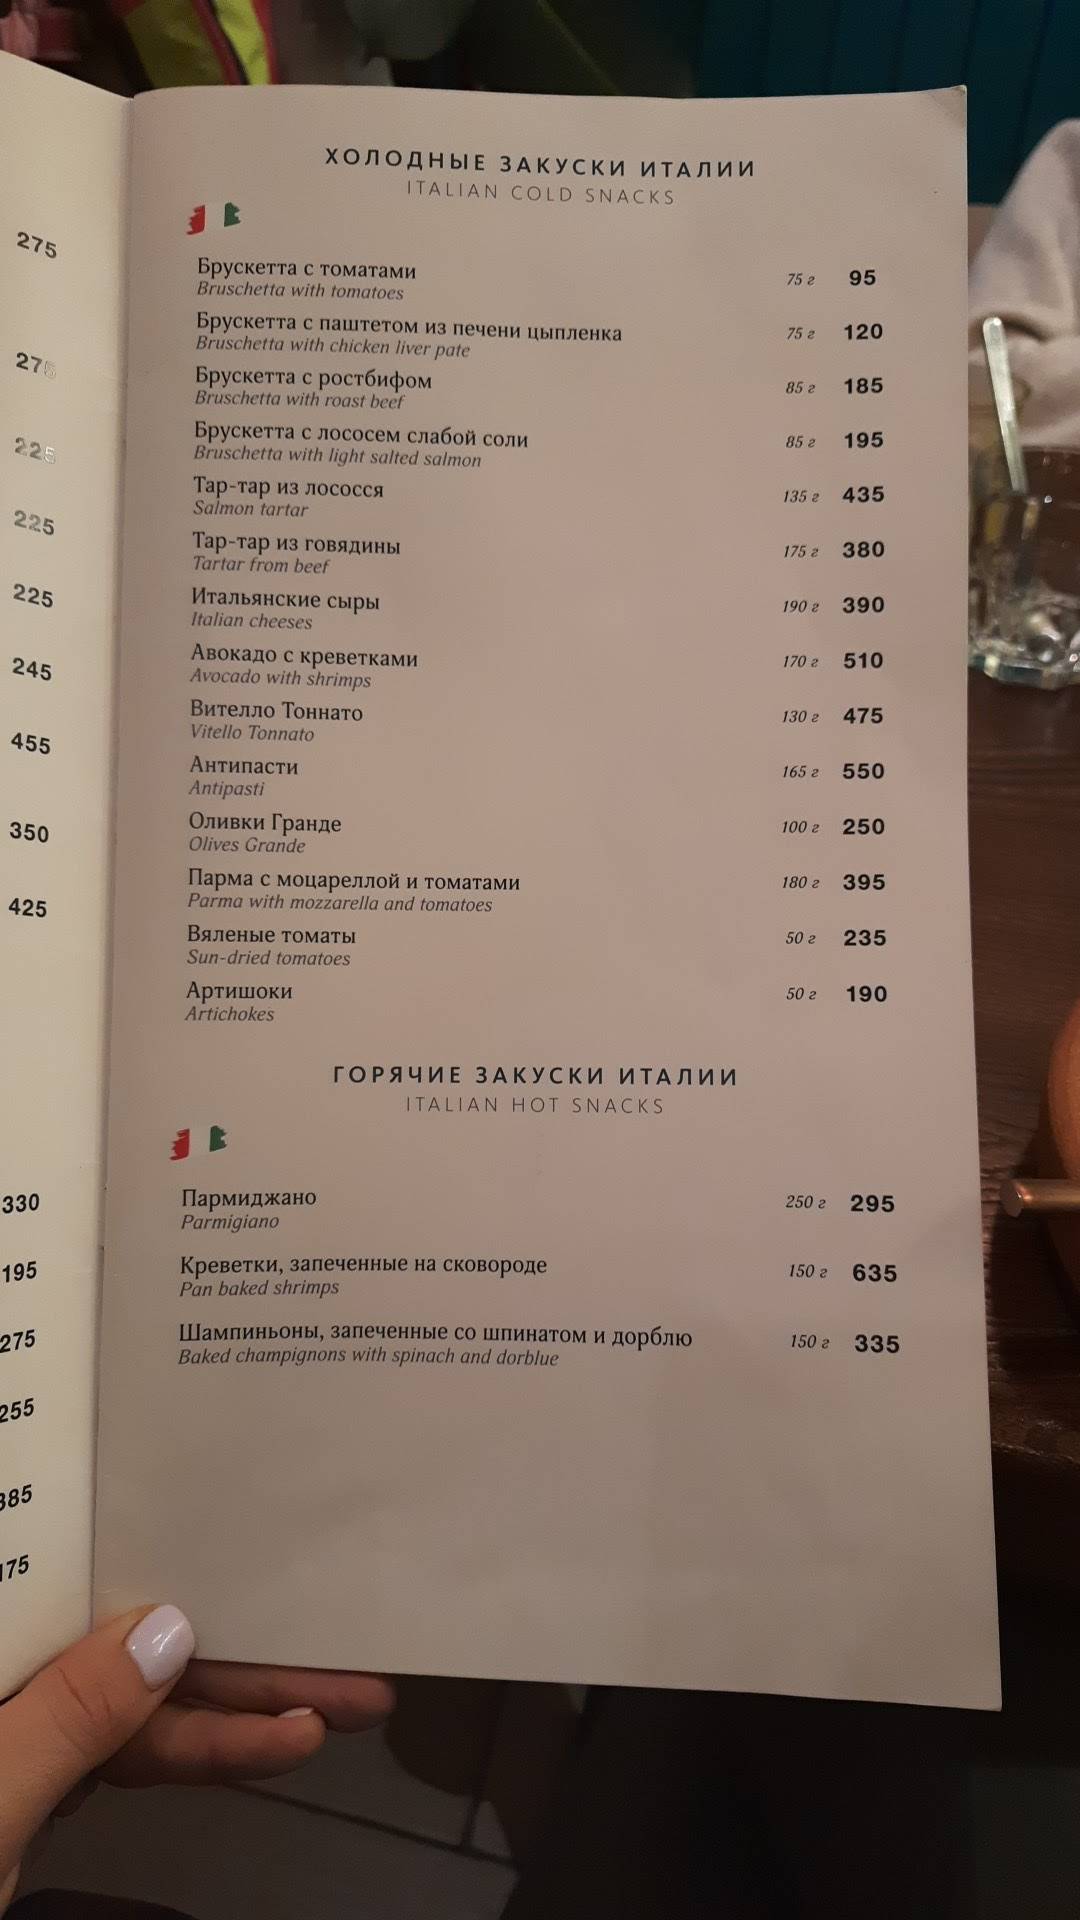 275
275
225
225
225
245
455
350
425
330
195
275
255
385
175
ХОЛОДНЫЕ ЗАКУСКИ ИТАЛИИ
ITALIAN COLD SNACKS
Брускетта с томатами 75 г 95
Bruschetta with tomatoes
Брускетта с паштетом из печени цыпленка 75 г 120
Bruschetta with chicken liver pate
Брускетта с ростбифом 85 г 185
Bruschetta with roast beef
Брускетта с лососем слабой соли 85 г 195
Bruschetta with light salted salmon
Тар-тар из лососся 135 г 435
Salmon tartar
Тар-тар из говядины 175 г 380
Tartar from beef
Итальянские сыры 190 г 390
Italian cheeses
Авокадо с креветками 170 г 510
Avocado with shrimps
Вителло Тоннато 130 г 475
Vitello Tonnato
Антипасти 165 г 550
Antipasti
Оливки Гранде 100 г 250
Olives Grande
Парма с моцареллой и томатами 180 г 395
Parma with mozzarella and tomatoes
Вяленые томаты 50 г 235
Sun-dried tomatoes
Артишоки 50 г 190
Artichokes
ГОРЯЧИЕ ЗАКУСКИ ИТАЛИИ
ITALIAN HOT SNACKS
Пармиджано 250 г 295
Parmigiano
Креветки, запеченные на сковороде 150 г 635
Pan baked shrimps
Шампиньоны, запеченные со шпинатом и дорблю 150 г 335
Baked champignons with spinach and dorblue